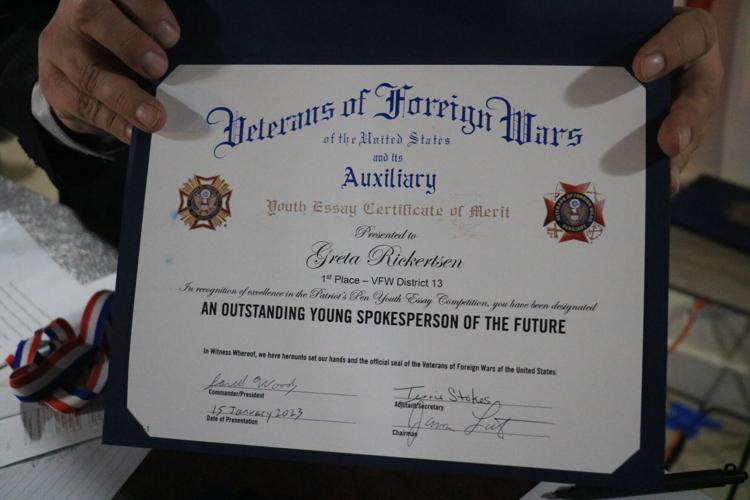 Veterans of Foreign Wars
of the United States
and its
Auxiliary
Youth Essay Certificate of Merit
Presented to
Greta Rickertsen
1st Place – VFW District 13
In recognition of excellence in the Patriot's Pen Youth Essay Competition, you have been designated
AN OUTSTANDING YOUNG SPOKESPERSON OF THE FUTURE
In Witness Whereof, we have hereunto set our hands and the official seal of the Veterans of Foreign Wars of the United States.
Woods
Commander/President
Terrie Stokes
Adjutant/Secretary
15 January 2023
Date of Presentation
Chairman